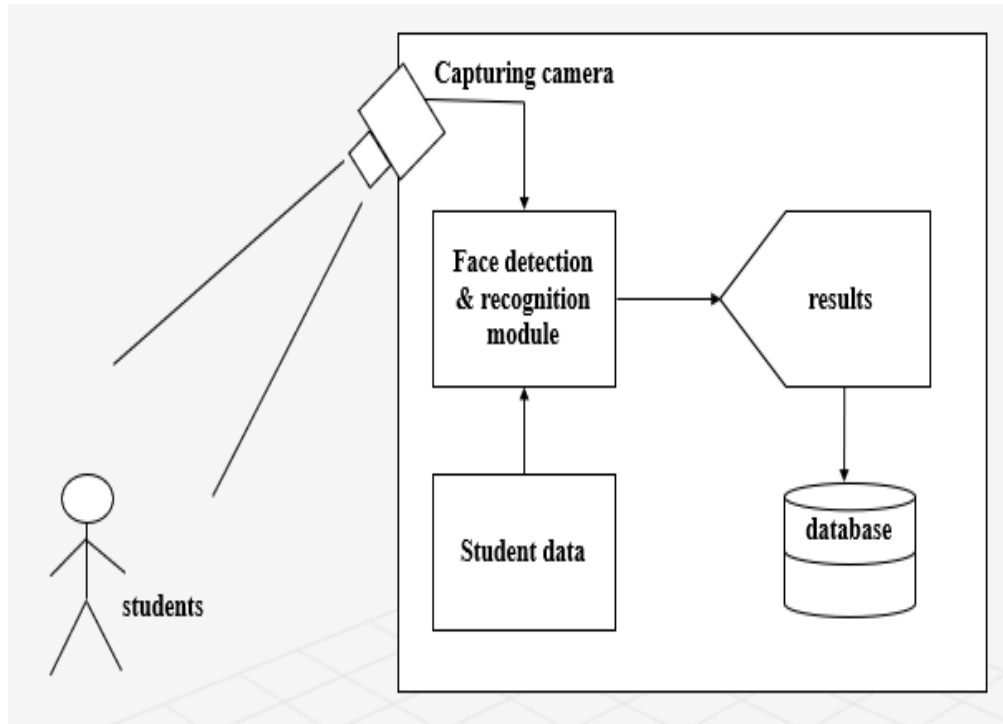 Capturing camera
Face detection
& recognition
module
results
Student data
database
students